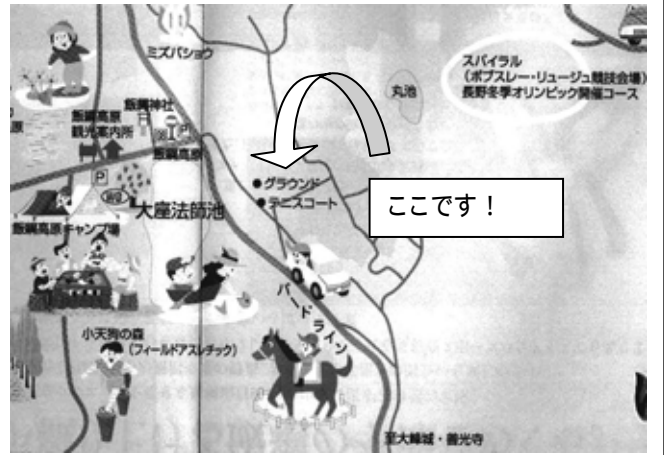 ミズバショウ
スパイラル
(ボブスレー・リュージュ競技会場)
長野冬季オリンピック開催コース
丸池
飯綱神社
飯綱高原
観光案内所
原
P
飯綱高原
P
グラウンド
テニスコート
ここです!
大座法師池
飯綱高原キャンプ場
バードライン
小天狗の森
(フィールドアスレチック)
至大峰城・善光寺